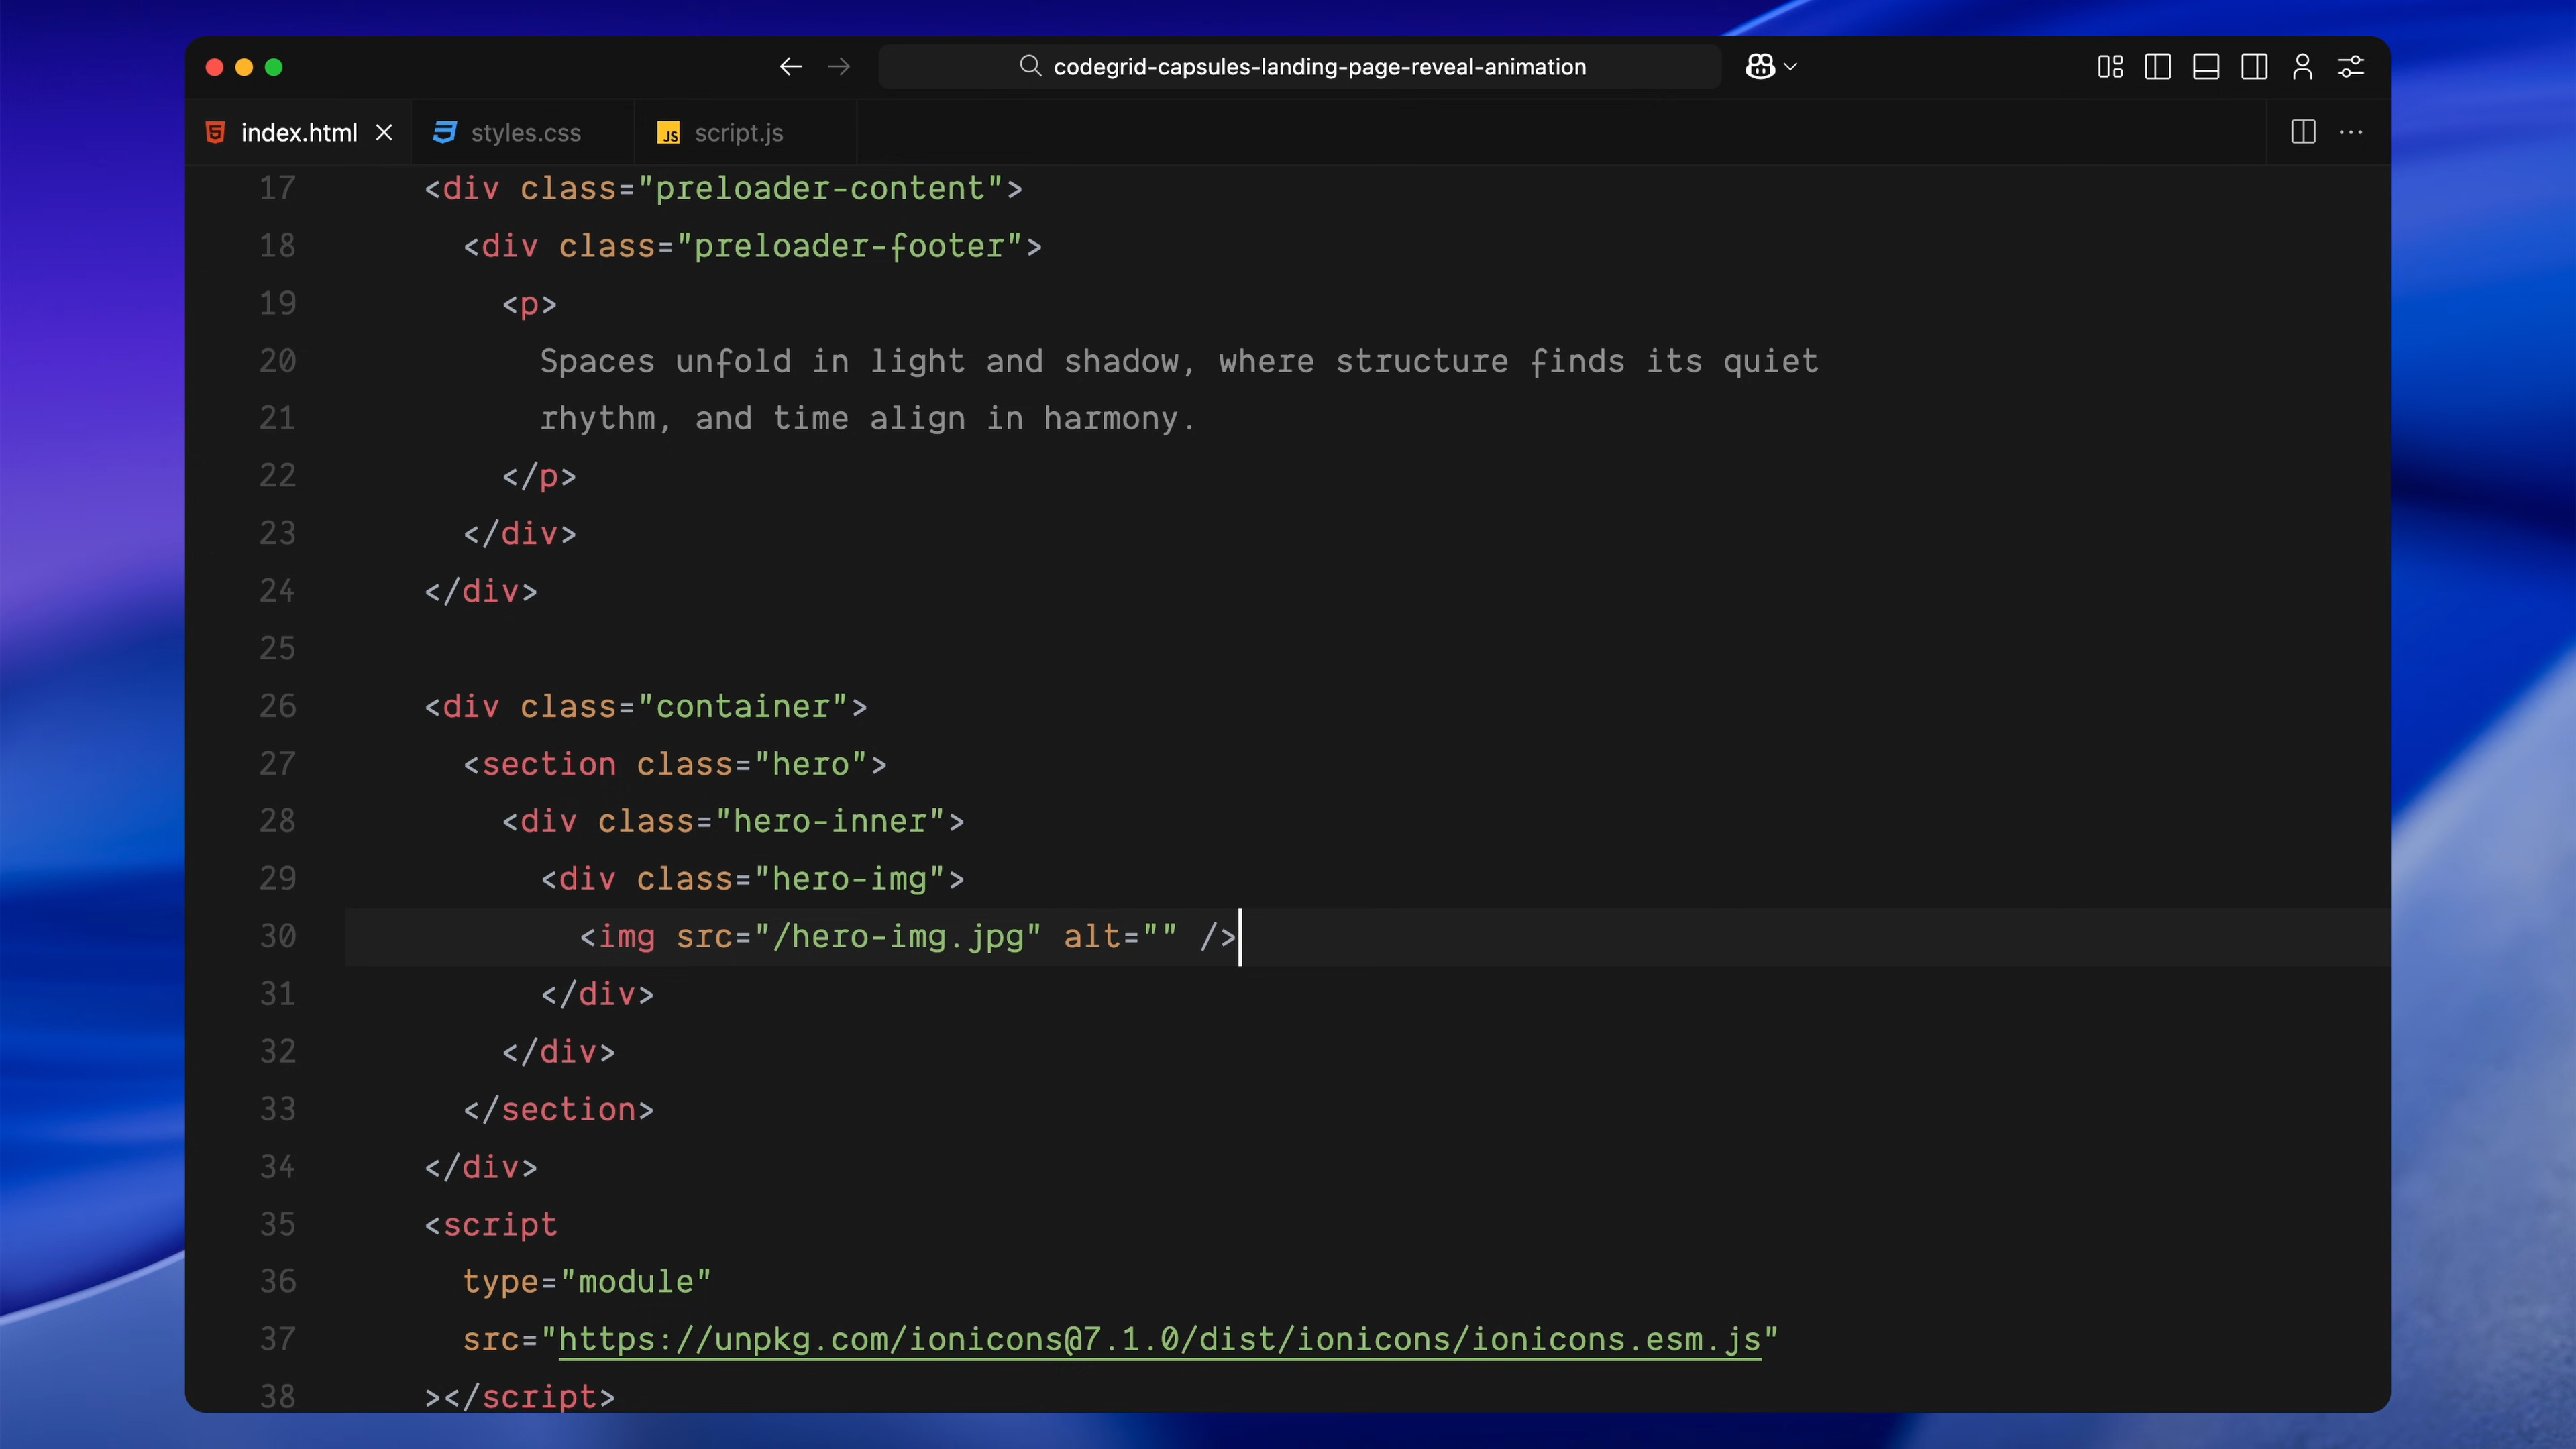 codegrid-capsules-landing-page-reveal-animation
index.html styles.css JS script.js
17 <div class="preloader-content">
18 <div class="preloader-footer">
19 <p>
20 Spaces unfold in light and shadow, where structure finds its quiet
21 rhythm, and time align in harmony.
22 </p>
23 </div>
24 </div>
25
26 <div class="container">
27 <section class="hero">
28 <div class="hero-inner">
29 <div class="hero-img">
30 <img src="/hero-img.jpg" alt="" />
31 </div>
32 </div>
33 </section>
34 </div>
35 <script
36 type="module"
37 src="https://unpkg.com/ionicons@7.1.0/dist/ionicons/ionicons.esm.js"
38 ></script>